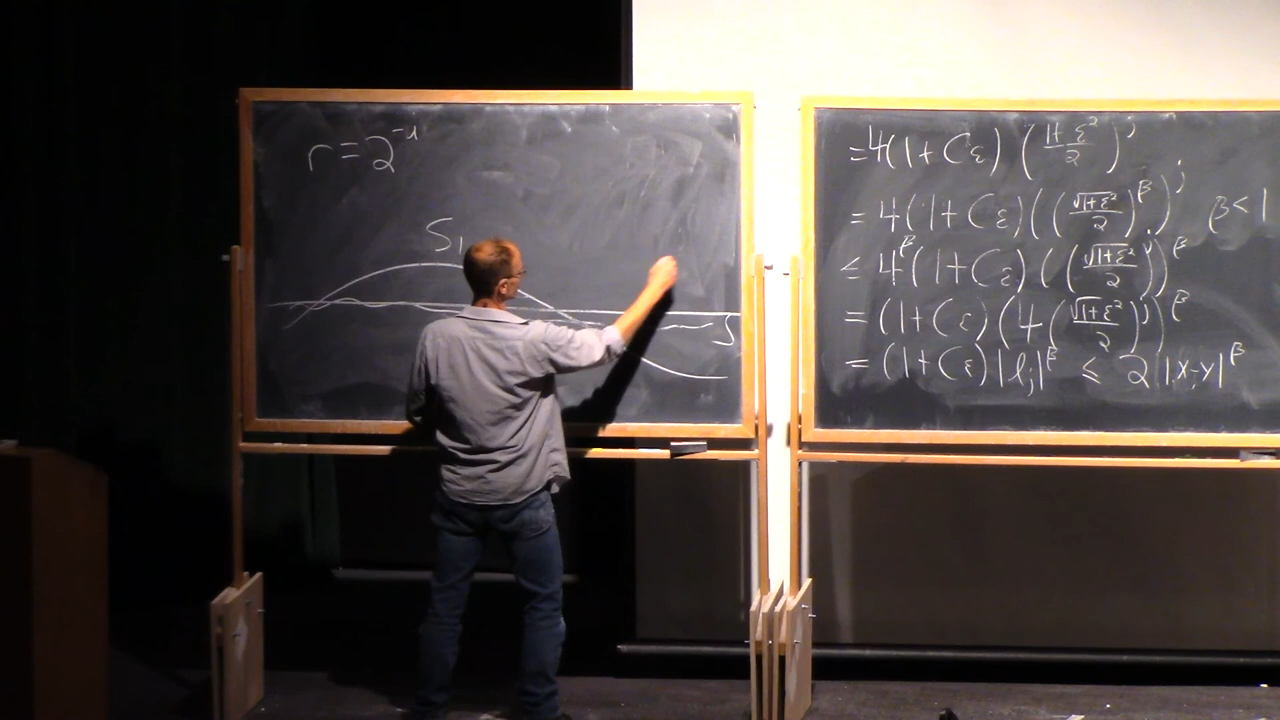 r = 2^{-i}
S_i
S
= 4(1 + Cε) ((1 + ε²)/2)^j
= 4(1 + Cε) (((√(1+ε²))/2)^β)^j  β < 1
≤ 4^β (1 + Cε) (((√(1+ε²))/2)^j)^β
= (1 + Cε) (4 ((√(1+ε²))/2)^j)^β
= (1 + Cε) |l_j|^β ≤ 2 |x-y|^β